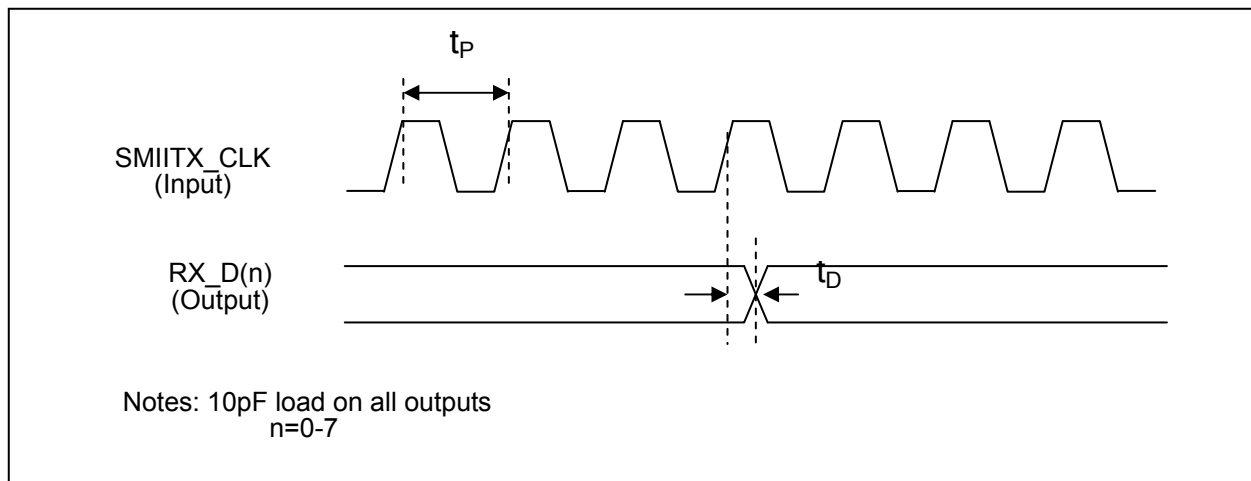 tP
SMIITX_CLK
(Input)
RX_D(n)
(Output)
tD
Notes: 10pF load on all outputs
n=0-7